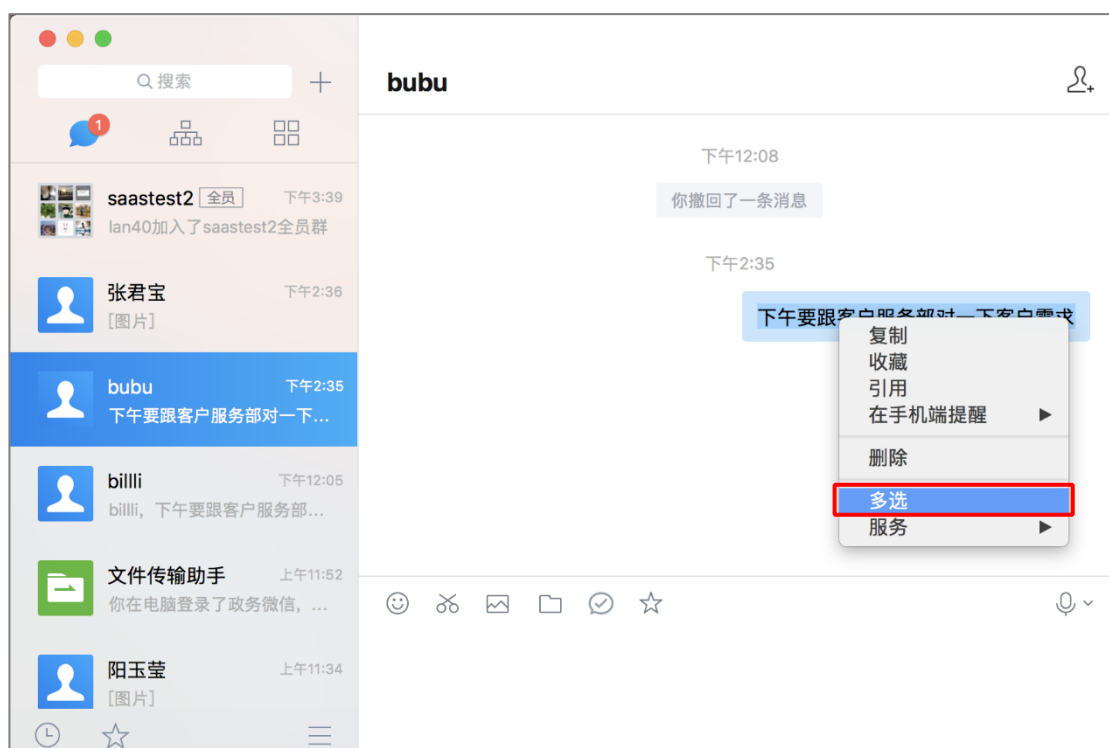 搜索
1
saastest2 全员 下午3:39
lan40加入了saastest2全员群
张君宝 下午2:36
[图片]
bubu 下午2:35
下午要跟客户服务部对一下...
billli 下午12:05
billli，下午要跟客户服务部...
文件传输助手 上午11:52
你在电脑登录了政务微信，...
阳玉莹 上午11:34
[图片]
bubu
下午12:08
你撤回了一条消息
下午2:35
下午要跟客户服务部对一下客户需求
复制
收藏
引用
在手机端提醒
删除
多选
服务